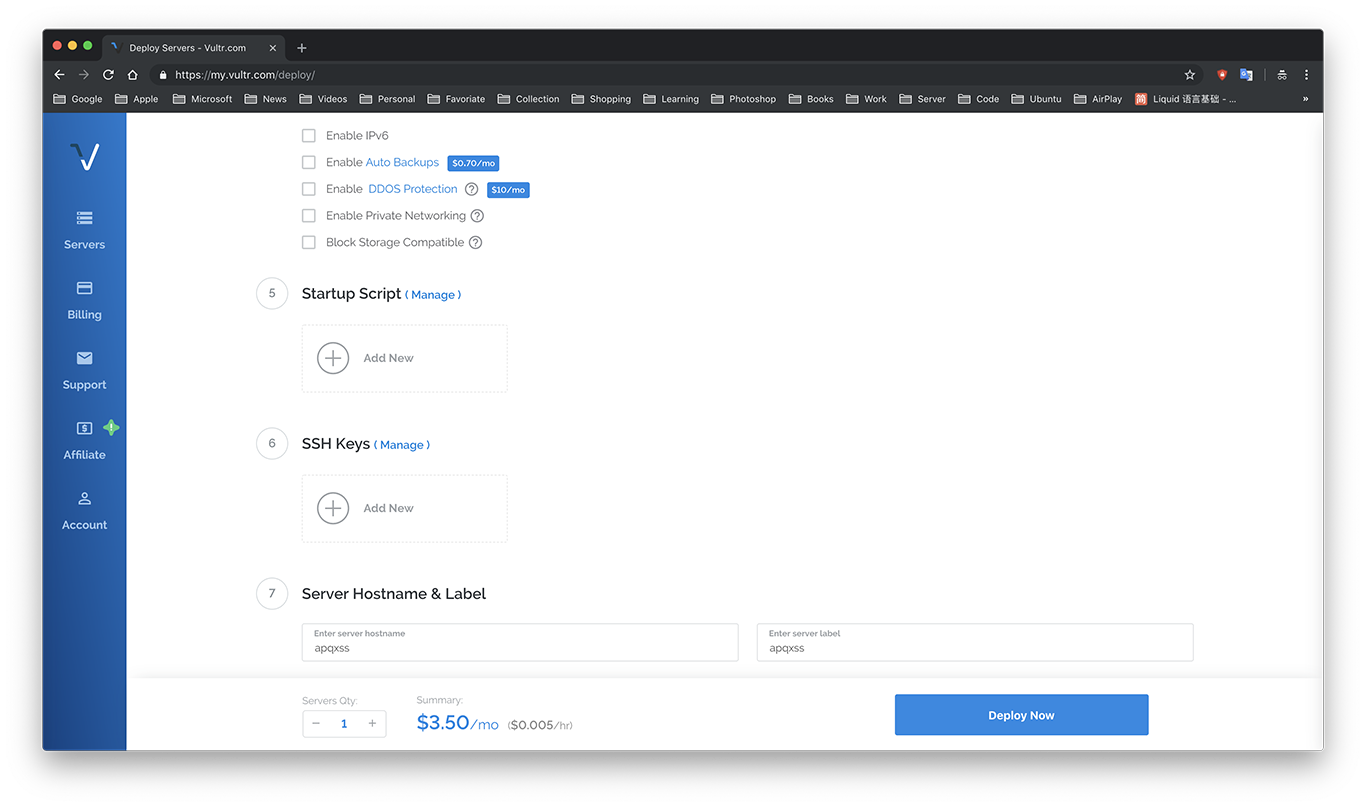 Deploy Servers - Vultr.com
https://my.vultr.com/deploy/
Google Apple Microsoft News Videos Personal Favoriate Collection Shopping Learning Photoshop Books Work Server Code Ubuntu AirPlay 简 Liquid 语言基础 - ... »
Servers
Billing
Support
Affiliate
Account
Enable IPv6
Enable Auto Backups $0.70/mo
Enable DDOS Protection ? $10/mo
Enable Private Networking ?
Block Storage Compatible ?
5 Startup Script ( Manage )
Add New
6 SSH Keys ( Manage )
Add New
7 Server Hostname & Label
Enter server hostname
apqxss
Enter server label
apqxss
Servers Qty:
− 1 +
Summary:
$3.50/mo ($0.005/hr)
Deploy Now